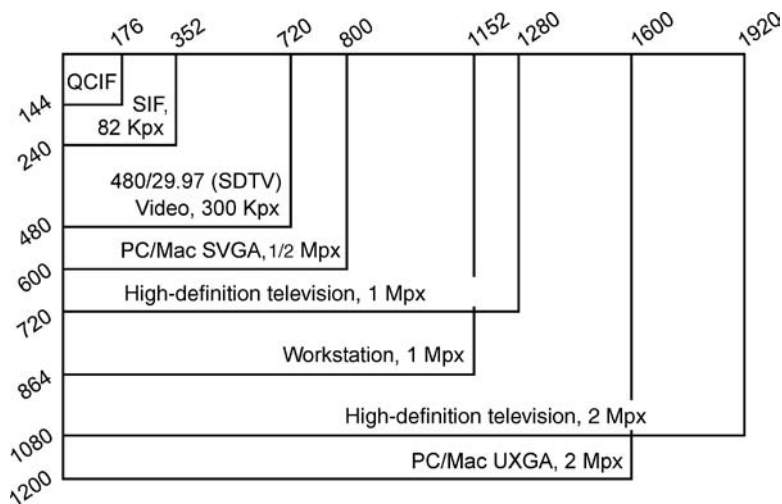 176 352 720 800 1152 1280 1600 1920
QCIF
144
SIF,
82 Kpx
240
480/29.97 (SDTV)
Video, 300 Kpx
480
PC/Mac SVGA, 1/2 Mpx
600
High-definition television, 1 Mpx
720
Workstation, 1 Mpx
864
High-definition television, 2 Mpx
1080
PC/Mac UXGA, 2 Mpx
1200